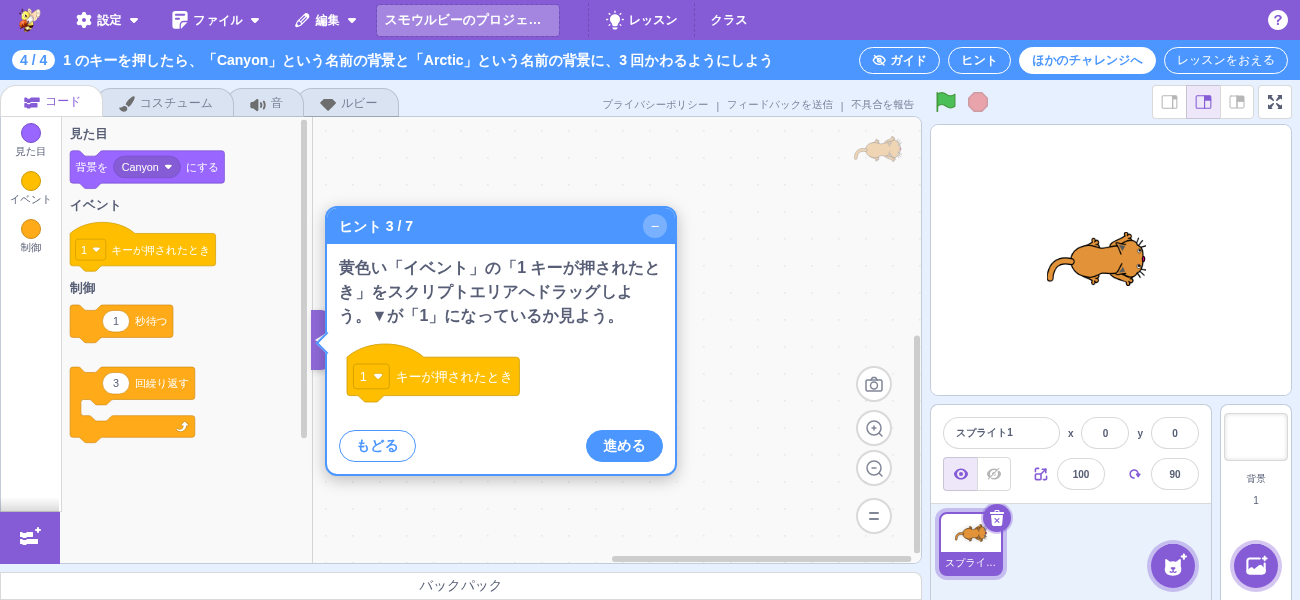 設定
ファイル
編集
スモウルビーのプロジェ…
レッスン
クラス
?
4 / 4
1 のキーを押したら、「Canyon」という名前の背景と「Arctic」という名前の背景に、3 回かわるようにしよう
ガイド
ヒント
ほかのチャレンジへ
レッスンをおえる
コード
コスチューム
音
ルビー
プライバシーポリシー | フィードバックを送信 | 不具合を報告
見た目
イベント
制御
見た目
背景を Canyon にする
イベント
1 キーが押されたとき
制御
1 秒待つ
3 回繰り返す
ヒント 3 / 7
黄色い「イベント」の「1 キーが押されたと
き」をスクリプトエリアへドラッグしよ
う。▼が「1」になっているか見よう。
1 キーが押されたとき
もどる
進める
スプライト1
x 0
y 0
100
90
スプライ…
背景
1
バックパック